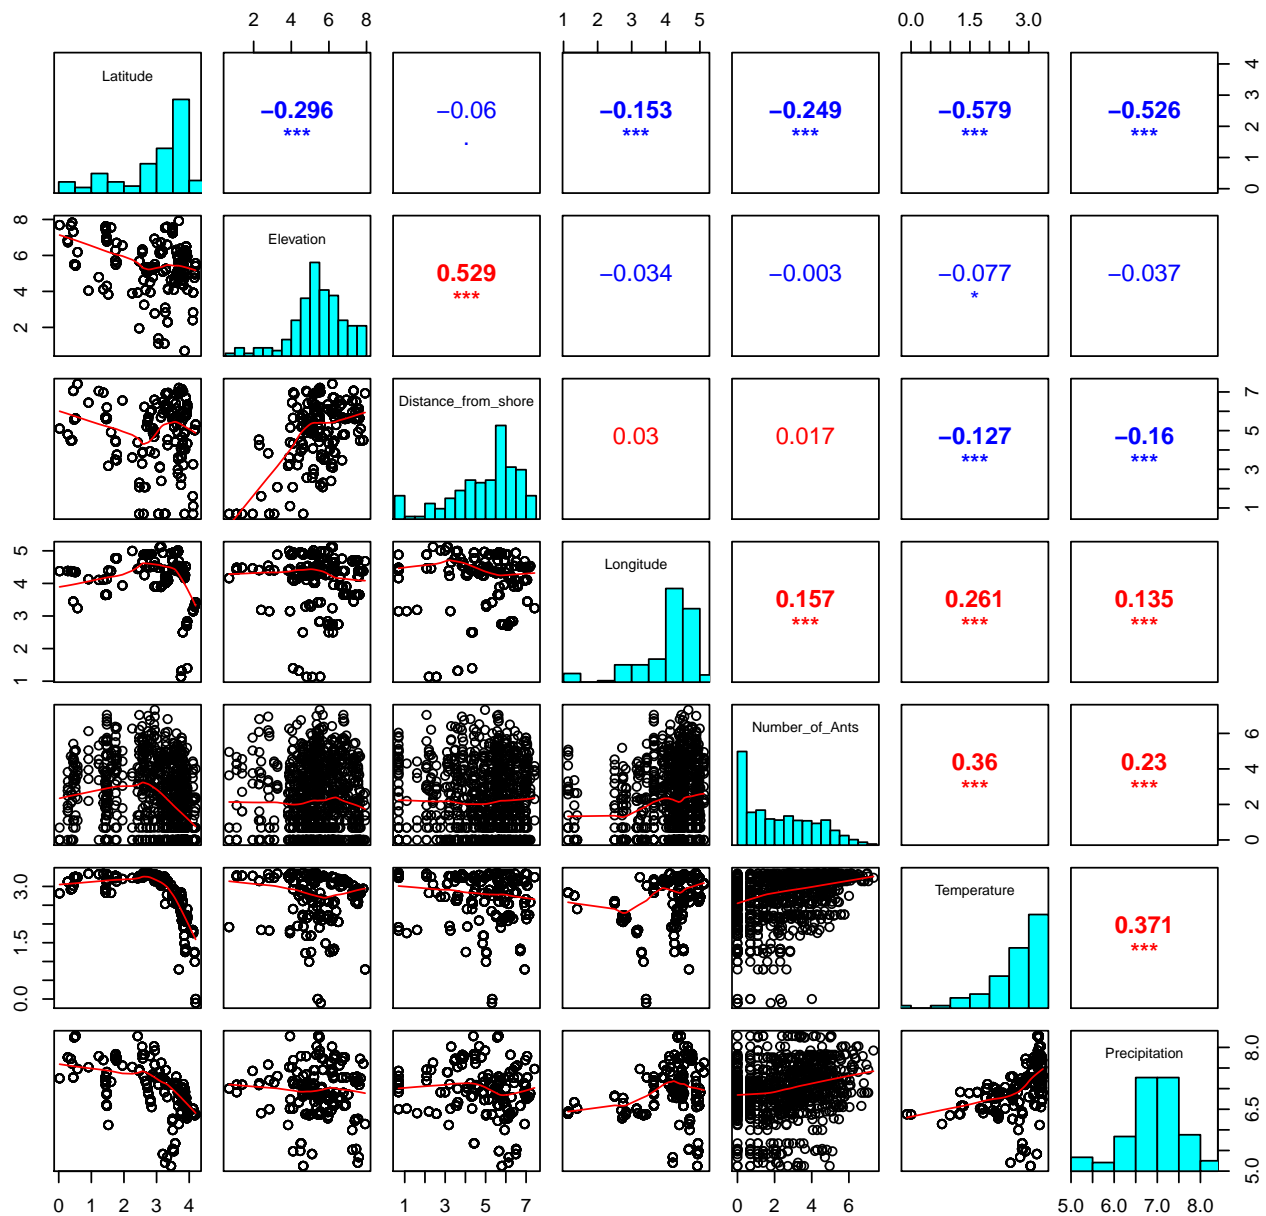 2 4 6 8 1 2 3 4 5 0.0 1.5 3.0
Latitude
−0.296 −0.06 −0.153 −0.249 −0.579 −0.526
*** . *** *** *** ***
0 1 2 3 4
2 4 6 8
Elevation
0.529 −0.034 −0.003 −0.077 −0.037
*** *
Distance_from_shore
0.03 0.017 −0.127 −0.16
*** ***
1 3 5 7
1 2 3 4 5
Longitude
0.157 0.261 0.135
*** *** ***
Number_of_Ants
0.36 0.23
*** ***
0 2 4 6
0.0 1.5 3.0
Temperature
0.371
***
Precipitation
5.0 6.5 8.0
0 1 2 3 4 1 3 5 7 0 2 4 6 5.0 6.0 7.0 8.0